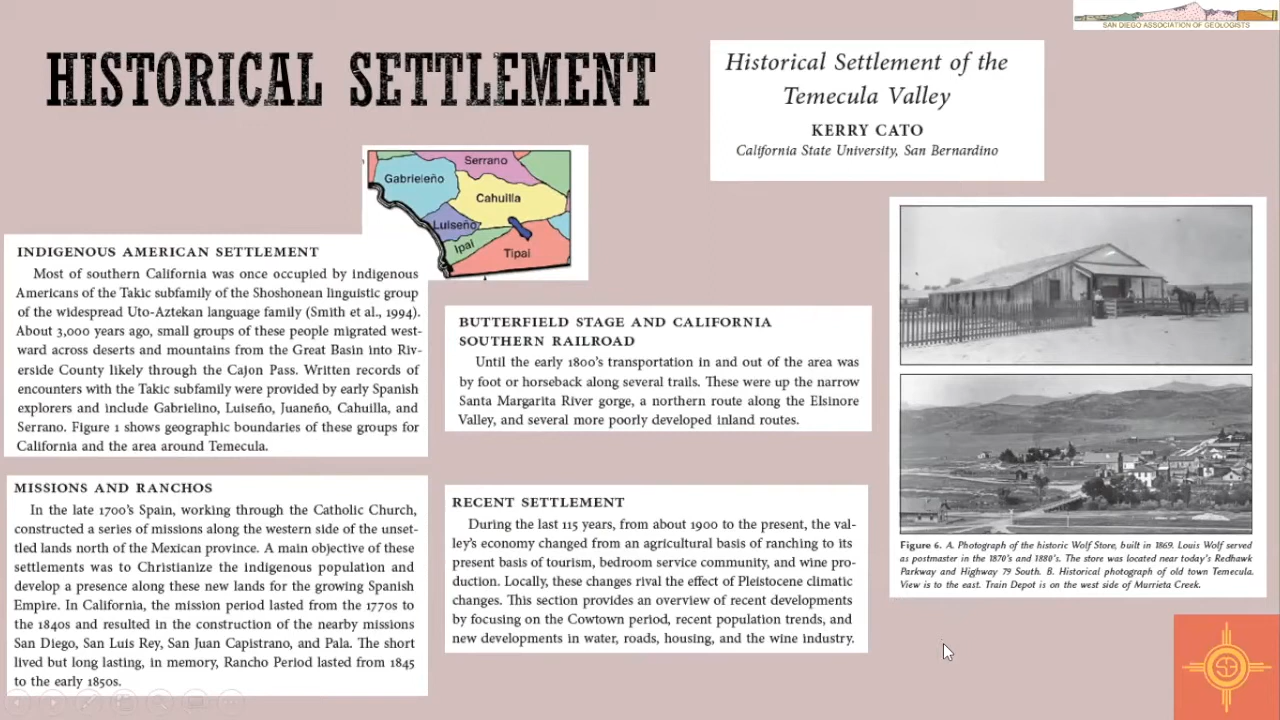 SAN DIEGO ASSOCIATION OF GEOLOGISTS
HISTORICAL SETTLEMENT
Historical Settlement of the
Temecula Valley
KERRY CATO
California State University, San Bernardino
Serrano
Gabrieleño
Cahuilla
Luiseño
Ipai
Tipai
INDIGENOUS AMERICAN SETTLEMENT
Most of southern California was once occupied by indigenous
Americans of the Takic subfamily of the Shoshonean linguistic group
of the widespread Uto-Aztekan language family (Smith et al., 1994).
About 3,000 years ago, small groups of these people migrated west-
ward across deserts and mountains from the Great Basin into Riv-
erside County likely through the Cajon Pass. Written records of
encounters with the Takic subfamily were provided by early Spanish
explorers and include Gabrielino, Luiseño, Juaneño, Cahuilla, and
Serrano. Figure 1 shows geographic boundaries of these groups for
California and the area around Temecula.
MISSIONS AND RANCHOS
In the late 1700's Spain, working through the Catholic Church,
constructed a series of missions along the western side of the unset-
tled lands north of the Mexican province. A main objective of these
settlements was to Christianize the indigenous population and
develop a presence along these new lands for the growing Spanish
Empire. In California, the mission period lasted from the 1770s to
the 1840s and resulted in the construction of the nearby missions
San Diego, San Luis Rey, San Juan Capistrano, and Pala. The short
lived but long lasting, in memory, Rancho Period lasted from 1845
to the early 1850s.
BUTTERFIELD STAGE AND CALIFORNIA
SOUTHERN RAILROAD
Until the early 1800's transportation in and out of the area was
by foot or horseback along several trails. These were up the narrow
Santa Margarita River gorge, a northern route along the Elsinore
Valley, and several more poorly developed inland routes.
RECENT SETTLEMENT
During the last 115 years, from about 1900 to the present, the val-
ley's economy changed from an agricultural basis of ranching to its
present basis of tourism, bedroom service community, and wine pro-
duction. Locally, these changes rival the effect of Pleistocene climatic
changes. This section provides an overview of recent developments
by focusing on the Cowtown period, recent population trends, and
new developments in water, roads, housing, and the wine industry.
Figure 6. A. Photograph of the historic Wolf Store, built in 1869. Louis Wolf served
as postmaster in the 1870's and 1880's. The store was located near today's Redhawk
Parkway and Highway 79 South. B. Historical photograph of old town Temecula.
View is to the east. Train Depot is on the west side of Murrieta Creek.